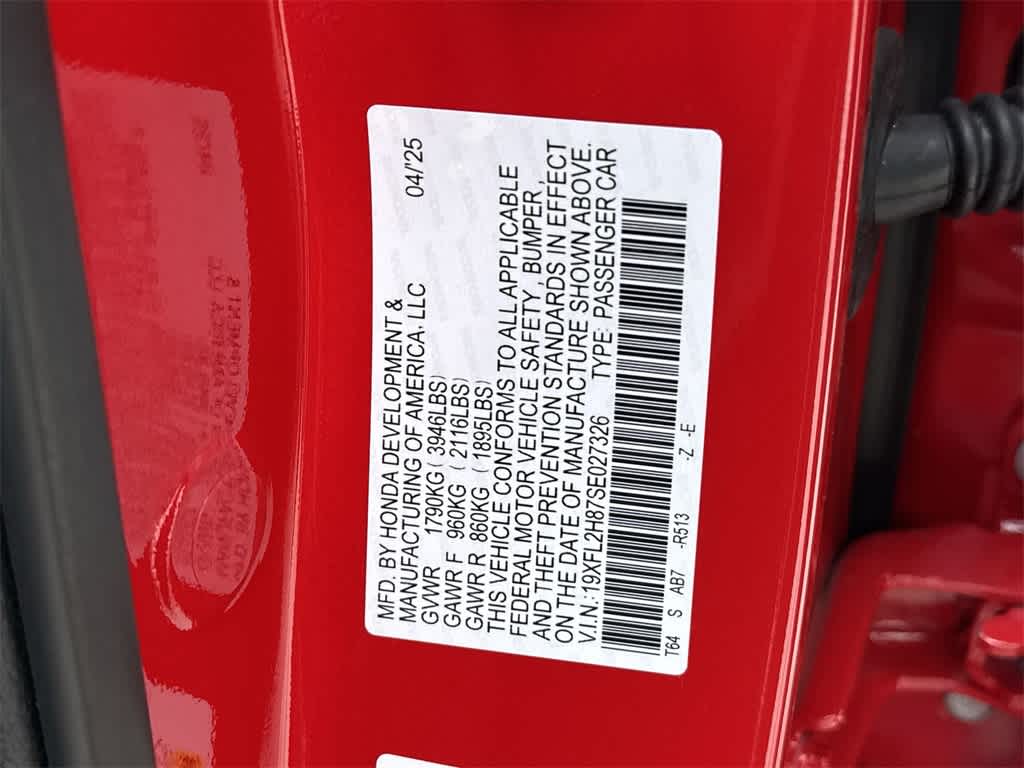 MFD. BY HONDA DEVELOPMENT &
MANUFACTURING OF AMERICA, LLC 04/'25
GVWR 1790KG ( 3946LBS)
GAWR F 960KG ( 2116LBS)
GAWR R 860KG ( 1895LBS)
THIS VEHICLE CONFORMS TO ALL APPLICABLE
FEDERAL MOTOR VEHICLE SAFETY, BUMPER,
AND THEFT PREVENTION STANDARDS IN EFFECT
ON THE DATE OF MANUFACTURE SHOWN ABOVE.
V.I.N.:19XFL2H87SE027326 TYPE: PASSENGER CAR
T64 S AB7 -R513 -Z -E